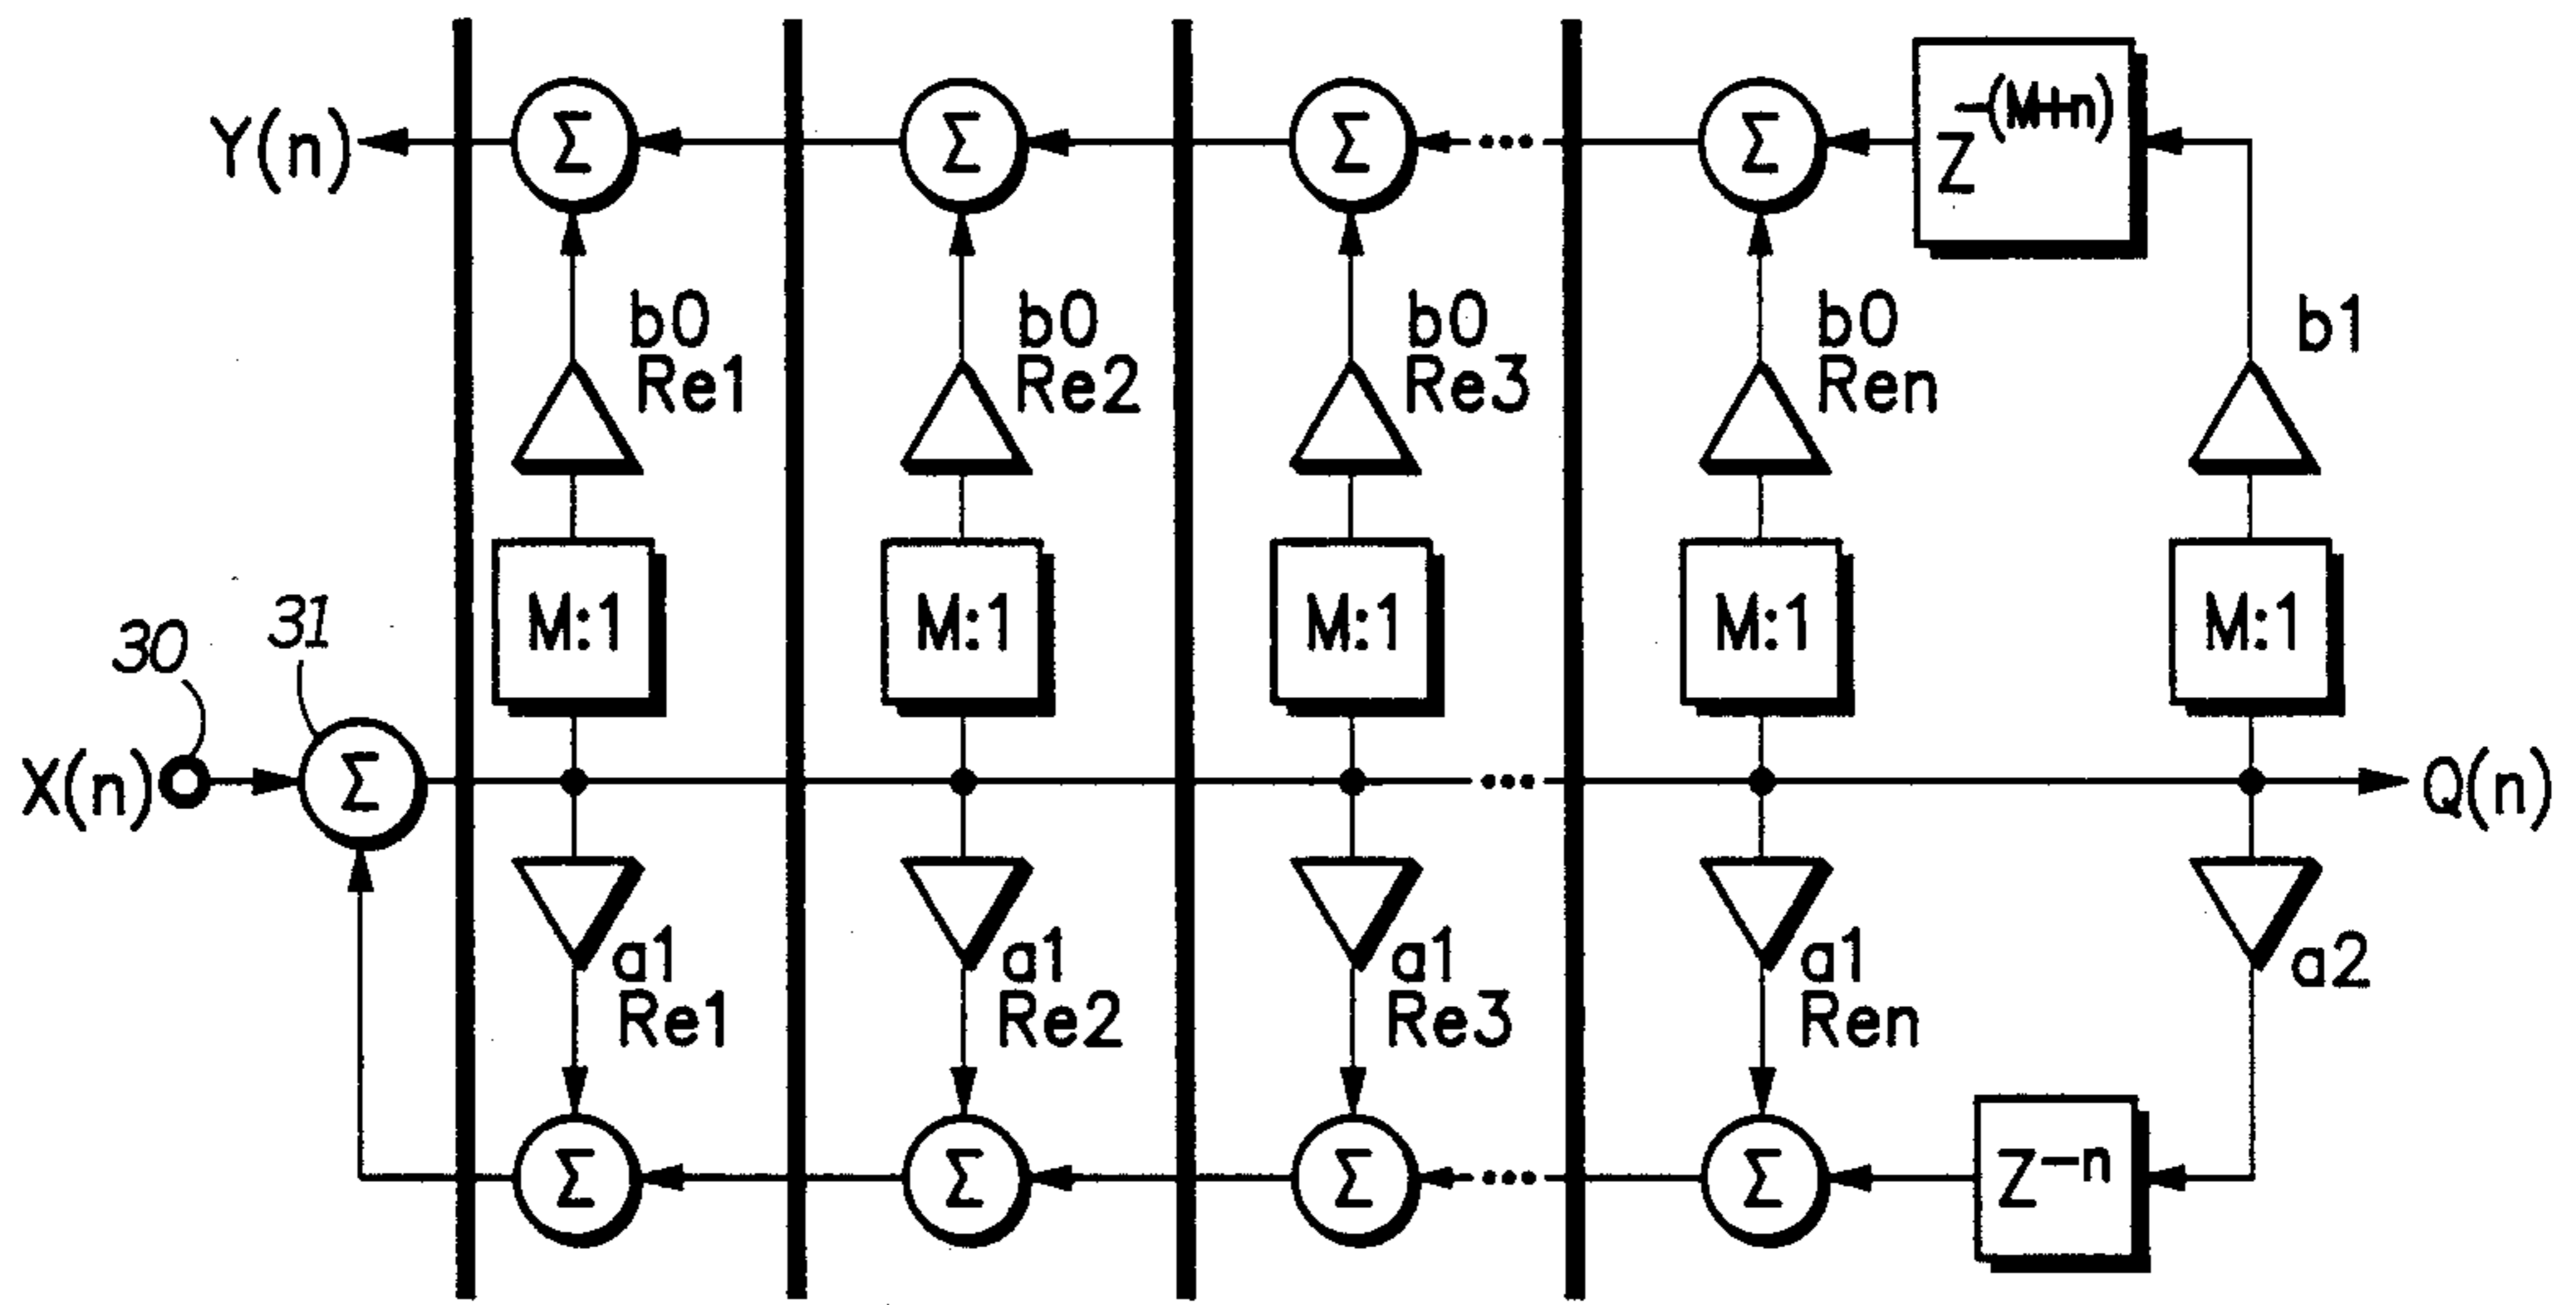 Y(n) Σ Σ Σ ... Σ Z^-(M+n)
b0 b0 b0 b0 b1
Re1 Re2 Re3 Ren
M:1 M:1 M:1 M:1 M:1
30 31
X(n) Σ ... Q(n)
a1 a1 a1 a1 a2
Re1 Re2 Re3 Ren
Σ Σ Σ ... Σ Z^-n